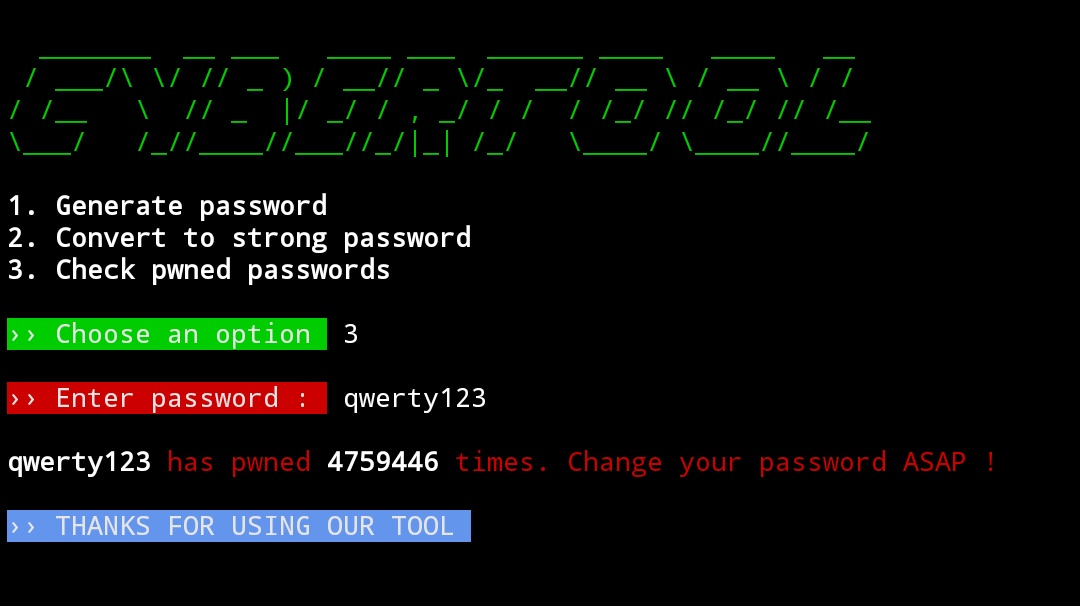 CYBERTOOL
1. Generate password
2. Convert to strong password
3. Check pwned passwords
›› Choose an option 3
›› Enter password : qwerty123
qwerty123 has pwned 4759446 times. Change your password ASAP !
›› THANKS FOR USING OUR TOOL